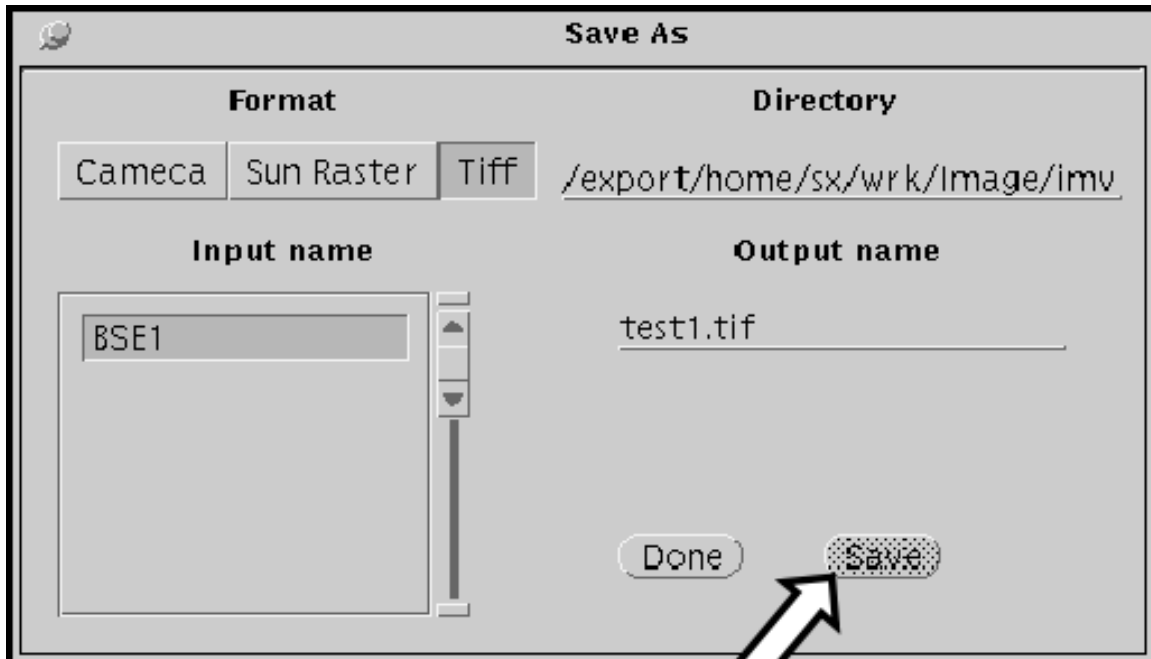 Save As
Format
Directory
Cameca Sun Raster Tiff
/export/home/sx/wrk/Image/imv
Input name
Output name
BSE1
test1.tif
Done Save